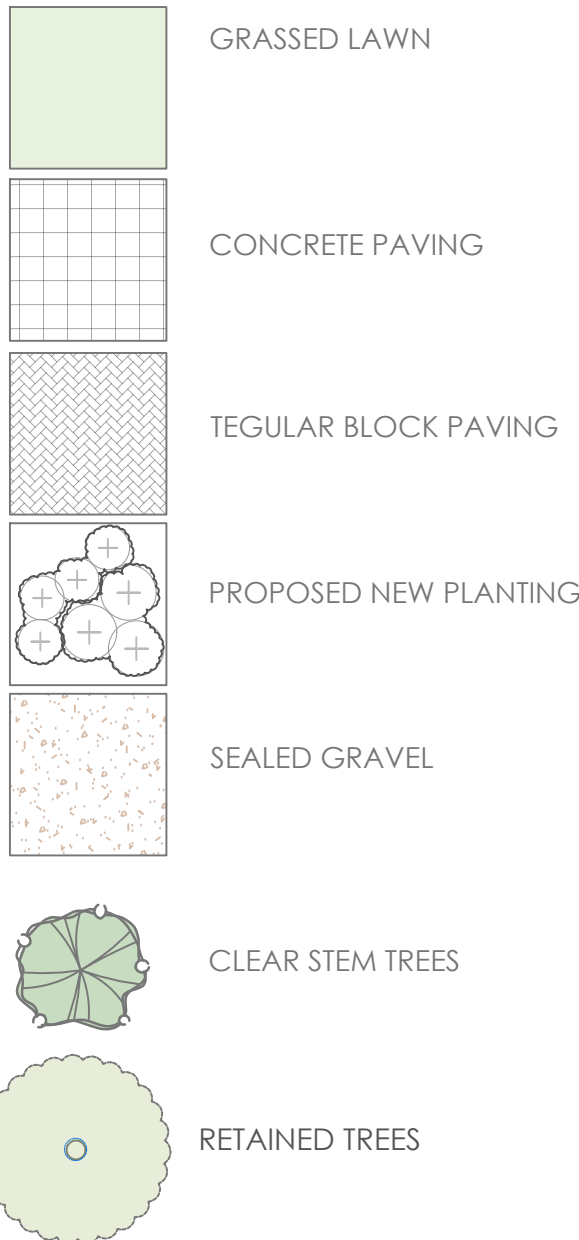 GRASSED LAWN
CONCRETE PAVING
TEGULAR BLOCK PAVING
PROPOSED NEW PLANTING
SEALED GRAVEL
CLEAR STEM TREES
RETAINED TREES